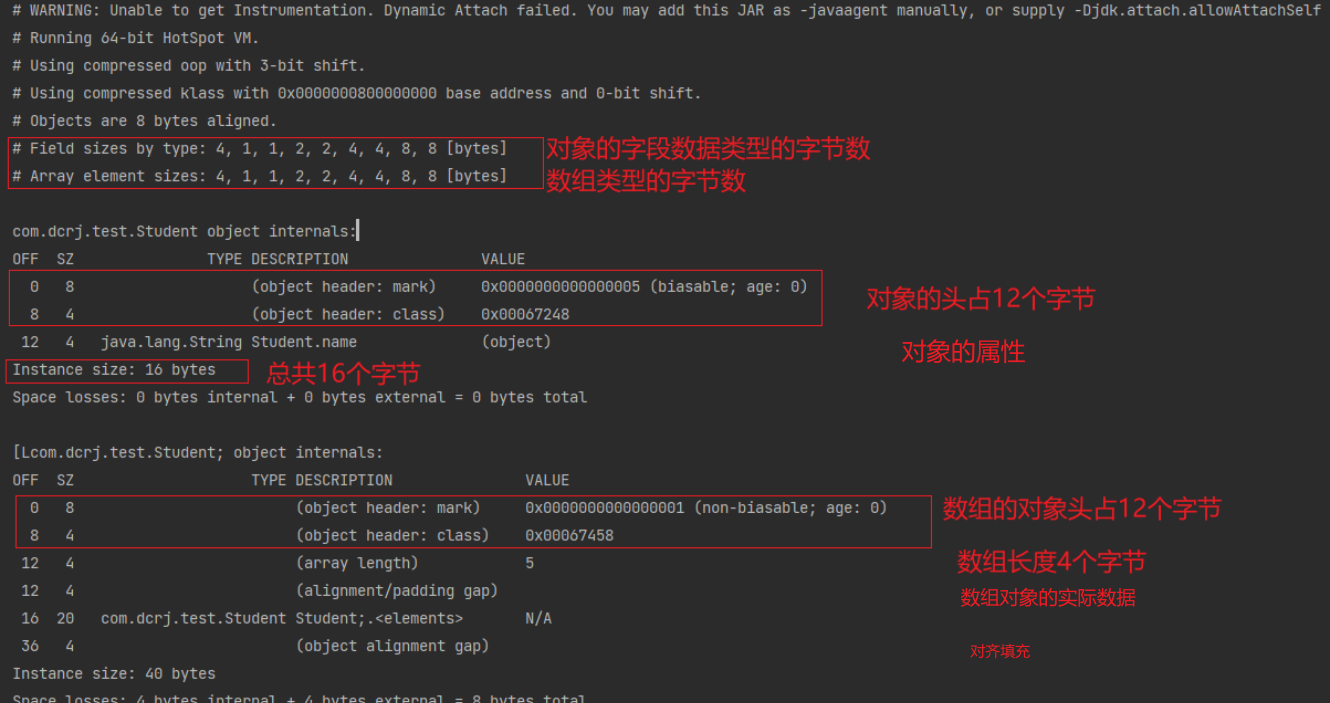 # WARNING: Unable to get Instrumentation. Dynamic Attach failed. You may add this JAR as -javaagent manually, or supply -Djdk.attach.allowAttachSelf
# Running 64-bit HotSpot VM.
# Using compressed oop with 3-bit shift.
# Using compressed klass with 0x0000000800000000 base address and 0-bit shift.
# Objects are 8 bytes aligned.
# Field sizes by type: 4, 1, 1, 2, 2, 4, 4, 8, 8 [bytes] 对象的字段数据类型的字节数
# Array element sizes: 4, 1, 1, 2, 2, 4, 4, 8, 8 [bytes] 数组类型的字节数
com.dcrj.test.Student object internals:
OFF SZ TYPE DESCRIPTION VALUE
0 8 (object header: mark) 0x0000000000000005 (biasable; age: 0) 对象的头占12个字节
8 4 (object header: class) 0x00067248
12 4 java.lang.String Student.name (object) 对象的属性
Instance size: 16 bytes 总共16个字节
Space losses: 0 bytes internal + 0 bytes external = 0 bytes total
[Lcom.dcrj.test.Student; object internals:
OFF SZ TYPE DESCRIPTION VALUE
0 8 (object header: mark) 0x0000000000000001 (non-biasable; age: 0) 数组的对象头占12个字节
8 4 (object header: class) 0x00067458
12 4 (array length) 5 数组长度4个字节
12 4 (alignment/padding gap) 数组对象的实际数据
16 20 com.dcrj.test.Student Student;.<elements> N/A
36 4 (object alignment gap) 对齐填充
Instance size: 40 bytes
Space losses: 4 bytes internal + 4 bytes external = 8 bytes total